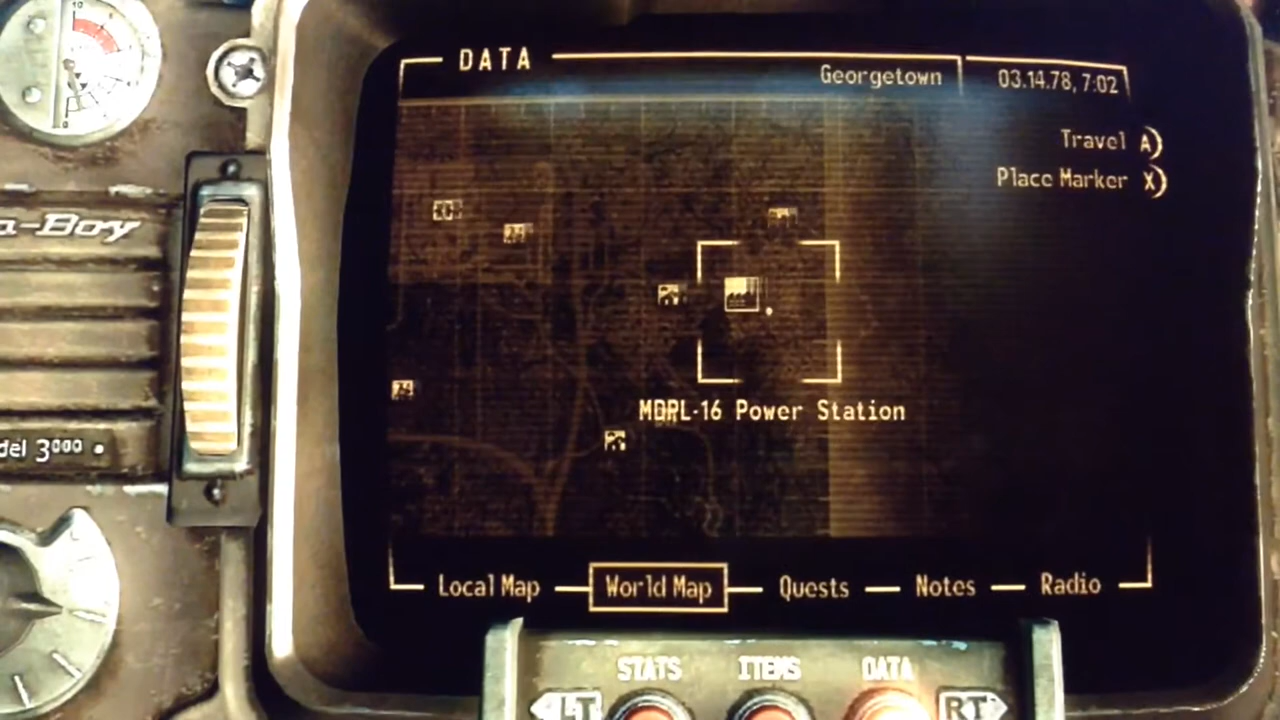 DATA
Georgetown
03.14.78, 7:02
Travel A)
Place Marker X)
a-Boy
del 3000
MDPL-16 Power Station
Local Map
World Map
Quests
Notes
Radio
STATS
ITEMS
DATA
LT
RT